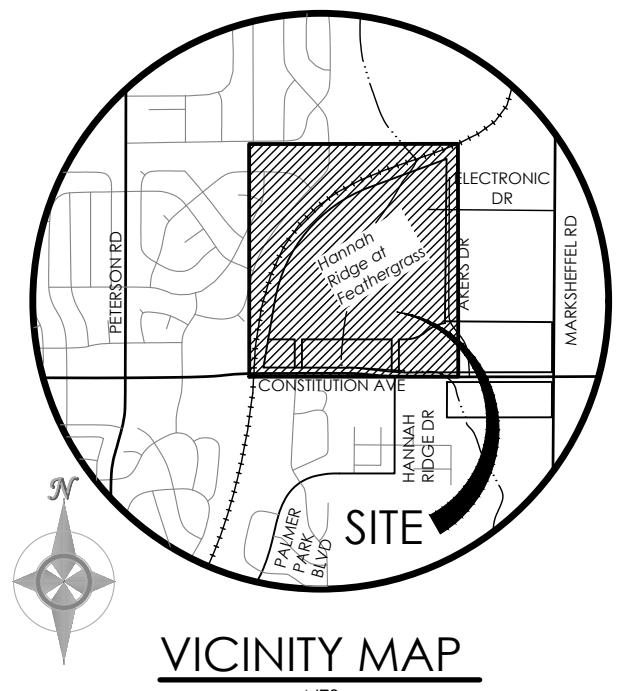 ELECTRONIC
DR
PETERSON RD
Hannah
Ridge at
Feathergrass
AKERS DR
MARKSHEFFEL RD
CONSTITUTION AVE
HANNAH
RIDGE DR
N
SITE
PALMER
PARK
BLVD
VICINITY MAP